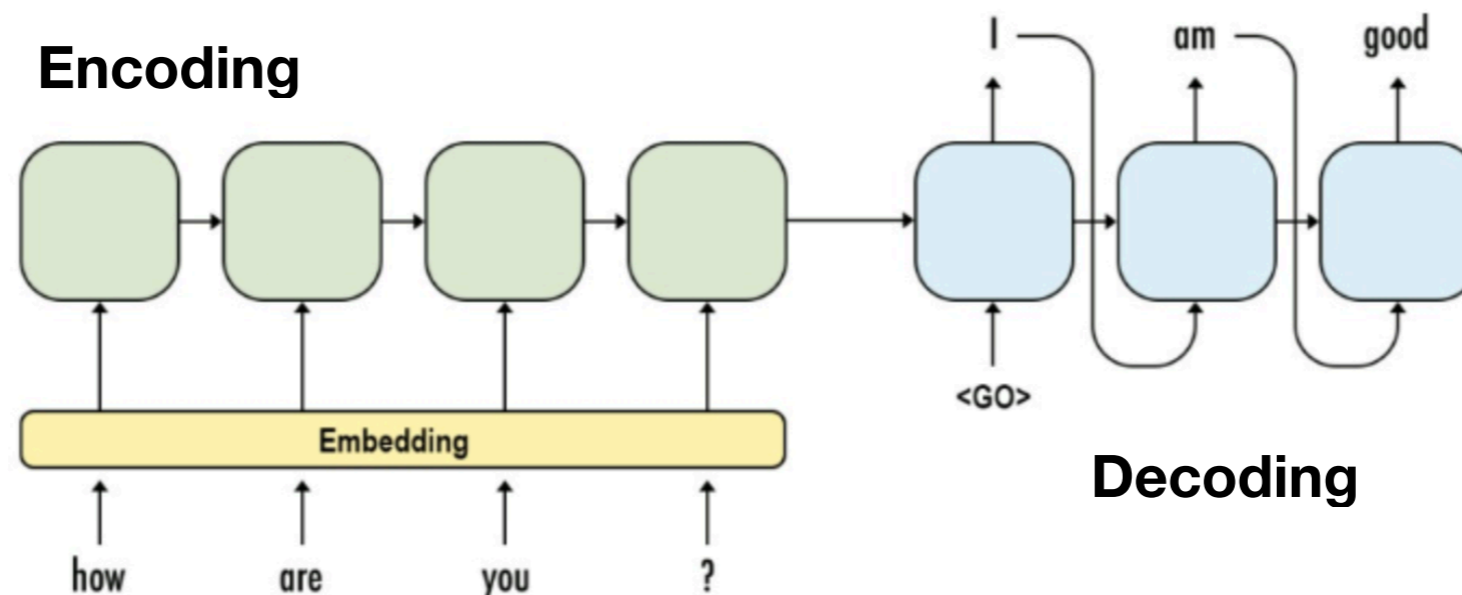 Encoding
I am good
<GO>
Embedding
Decoding
how are you ?